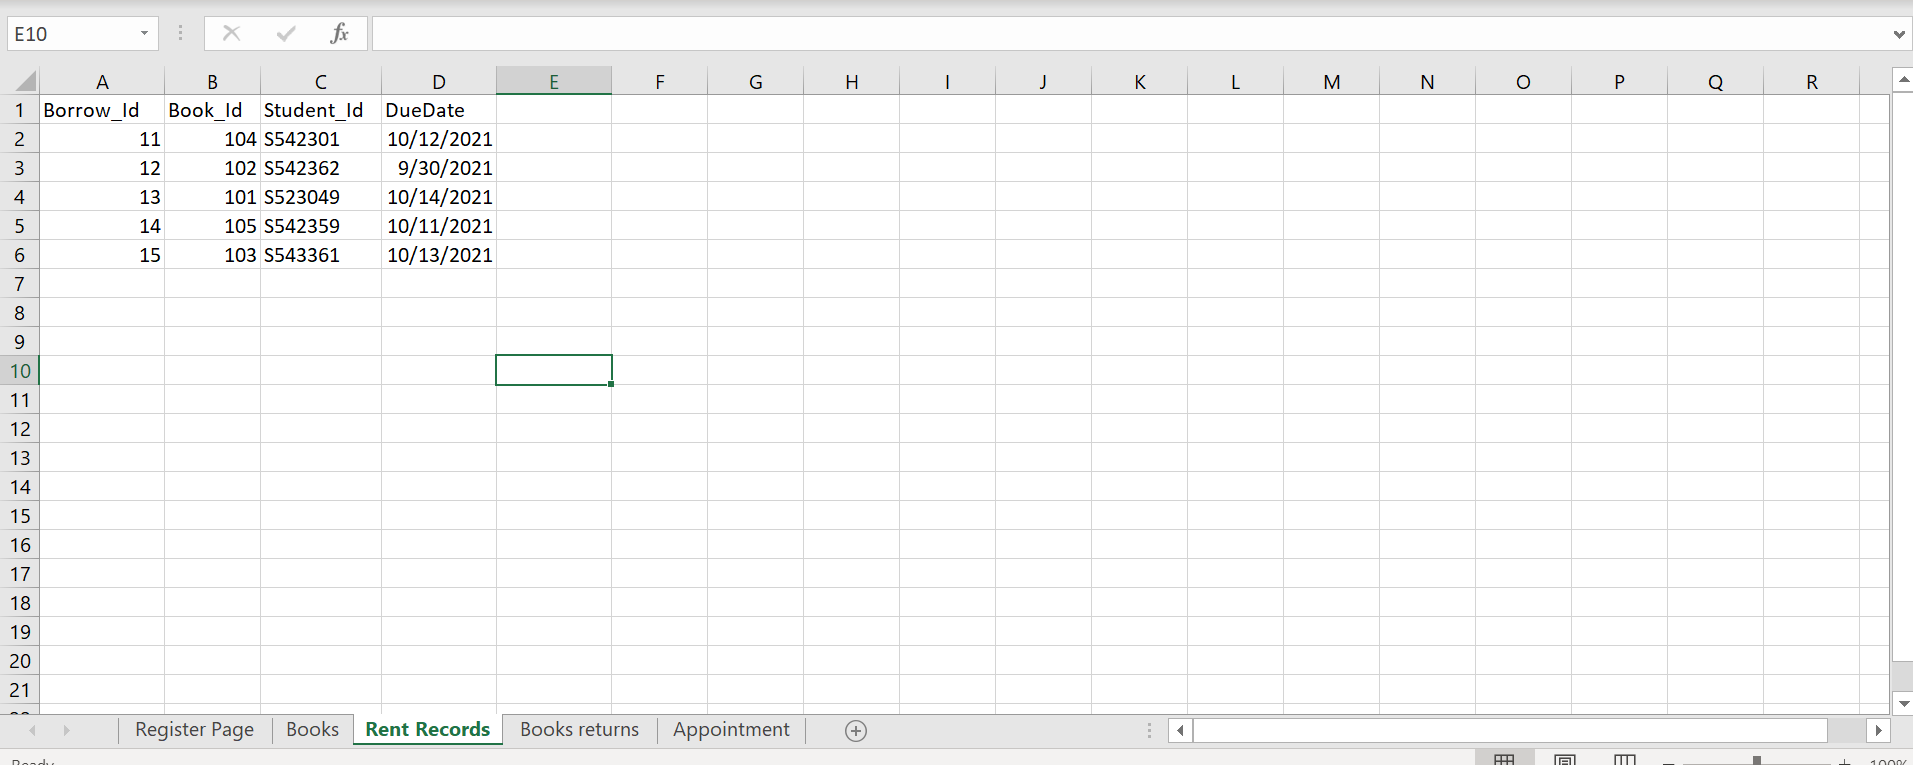 E10 fx
A B C D E F G H I J K L M N O P Q R
1 Borrow_Id Book_Id Student_Id DueDate
2 11 104 S542301 10/12/2021
3 12 102 S542362 9/30/2021
4 13 101 S523049 10/14/2021
5 14 105 S542359 10/11/2021
6 15 103 S543361 10/13/2021
7
8
9
10
11
12
13
14
15
16
17
18
19
20
21
Register Page Books Rent Records Books returns Appointment
Ready 100%